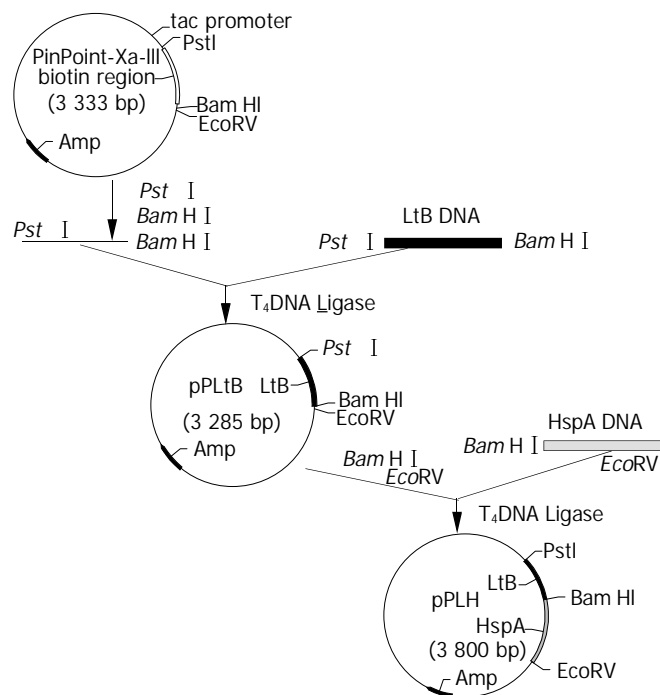 tac promoter
PstI
PinPoint-Xa-III
biotin region
(3 333 bp)
Bam HI
EcoRV
Amp
Pst I
Bam H I
Pst I
Bam H I
LtB DNA
Pst I
Bam H I
T₄DNA Ligase
Pst I
pPLtB LtB
Bam HI
(3 285 bp)
EcoRV
Amp
HspA DNA
Bam H I
EcoRV
Bam H I
EcoRV
T₄DNA Ligase
PstI
LtB
pPLH
Bam HI
HspA
(3 800 bp)
EcoRV
Amp